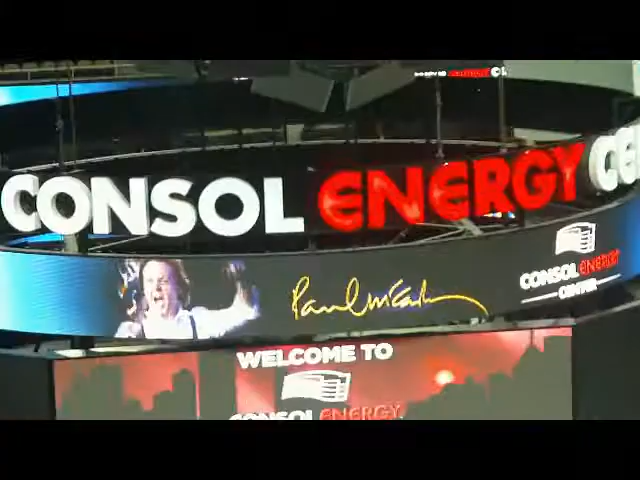 CONSOL ENERGY CE
Paul McCartney
CONSOL ENERGY
CENTER
WELCOME TO
CONSOL ENERGY